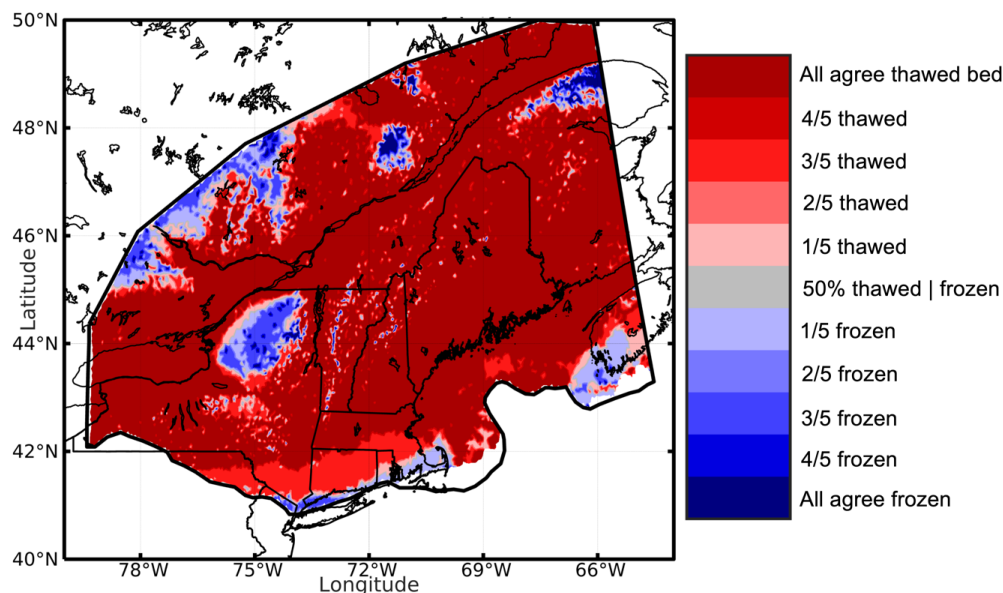 50°N
48°N
46°N
44°N
42°N
40°N
Latitude
78°W
75°W
72°W
69°W
66°W
Longitude
All agree thawed bed
4/5 thawed
3/5 thawed
2/5 thawed
1/5 thawed
50% thawed | frozen
1/5 frozen
2/5 frozen
3/5 frozen
4/5 frozen
All agree frozen